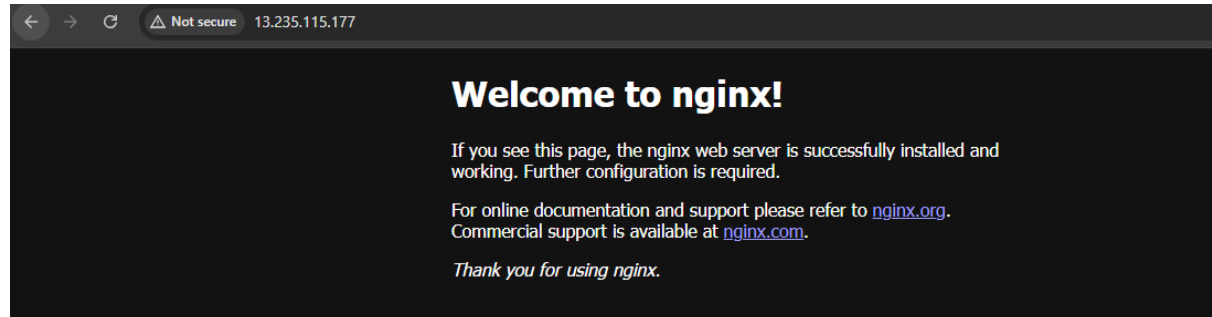 Not secure 13.235.115.177
Welcome to nginx!
If you see this page, the nginx web server is successfully installed and
working. Further configuration is required.
For online documentation and support please refer to nginx.org.
Commercial support is available at nginx.com.
Thank you for using nginx.